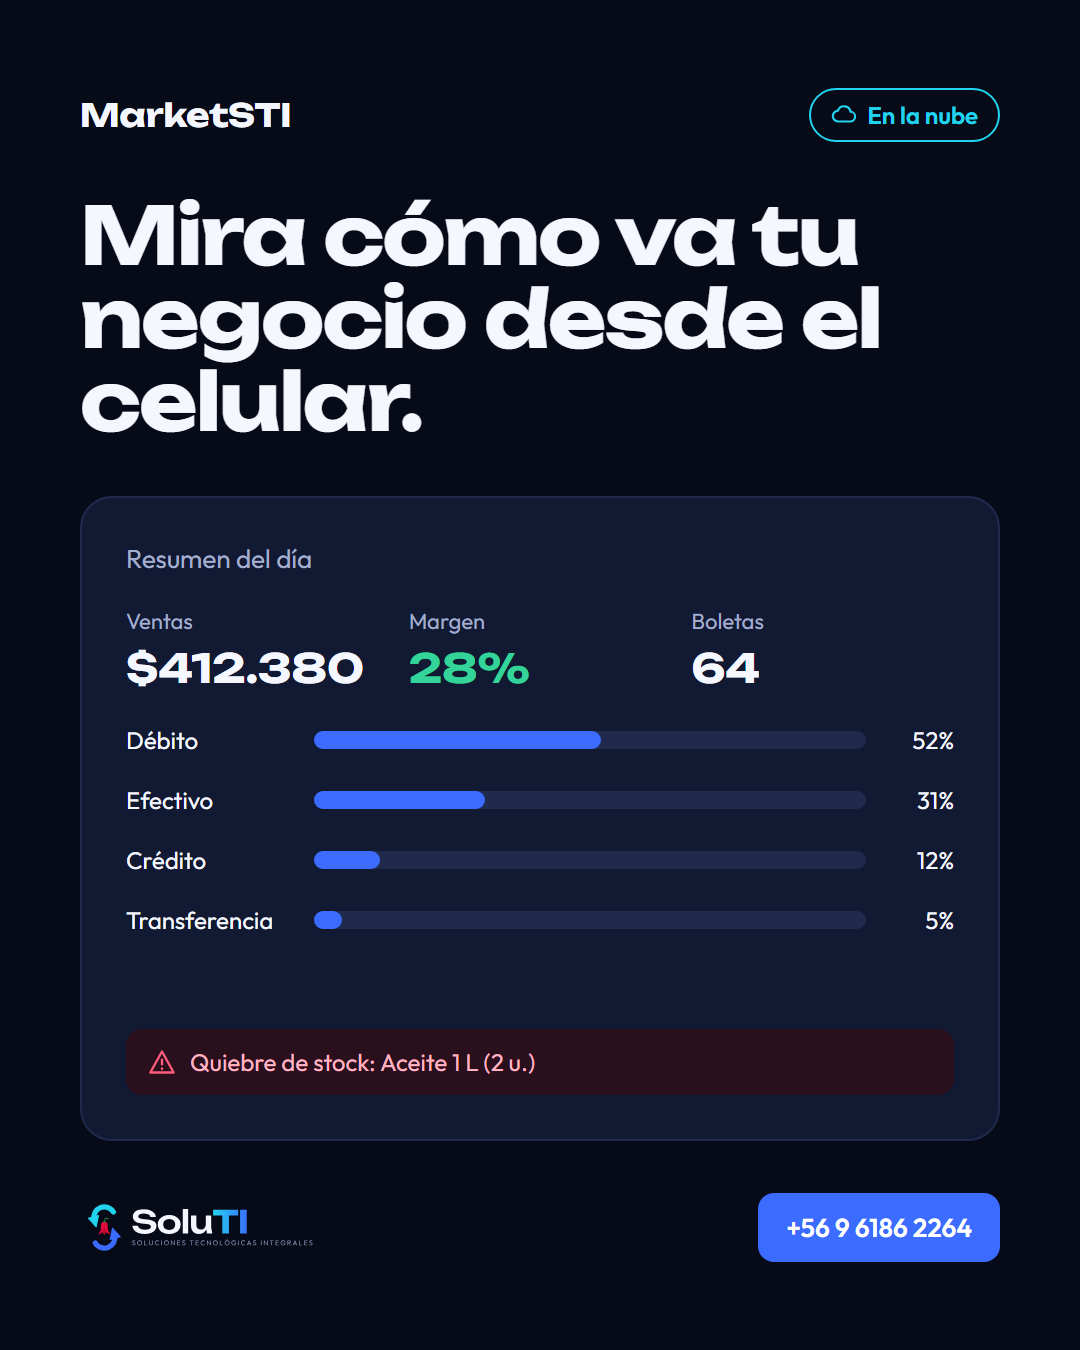 MarketSTI
En la nube
Mira cómo va tu
negocio desde el
celular.
Resumen del día
Ventas
Margen
Boletas
$412.380
28%
64
Débito
52%
Efectivo
31%
Crédito
12%
Transferencia
5%
Quiebre de stock: Aceite 1 L (2 u.)
SoluTI
SOLUCIONES TECNOLÓGICAS INTEGRALES
+56 9 6186 2264